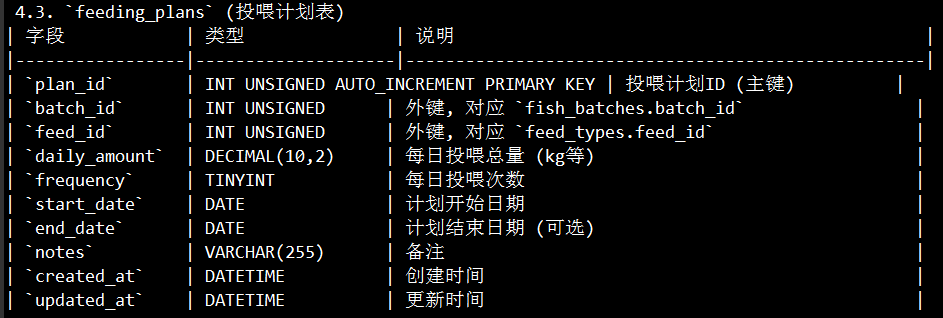 4.3. `feeding_plans` (投喂计划表)
| 字段 | 类型 | 说明 |
|-----------------|-------------------|----------------------------------------------------|
| `plan_id` | INT UNSIGNED AUTO_INCREMENT PRIMARY KEY | 投喂计划ID (主键) |
| `batch_id` | INT UNSIGNED | 外键, 对应 `fish_batches.batch_id` |
| `feed_id` | INT UNSIGNED | 外键, 对应 `feed_types.feed_id` |
| `daily_amount` | DECIMAL(10,2) | 每日投喂总量 (kg等) |
| `frequency` | TINYINT | 每日投喂次数 |
| `start_date` | DATE | 计划开始日期 |
| `end_date` | DATE | 计划结束日期 (可选) |
| `notes` | VARCHAR(255) | 备注 |
| `created_at` | DATETIME | 创建时间 |
| `updated_at` | DATETIME | 更新时间 |